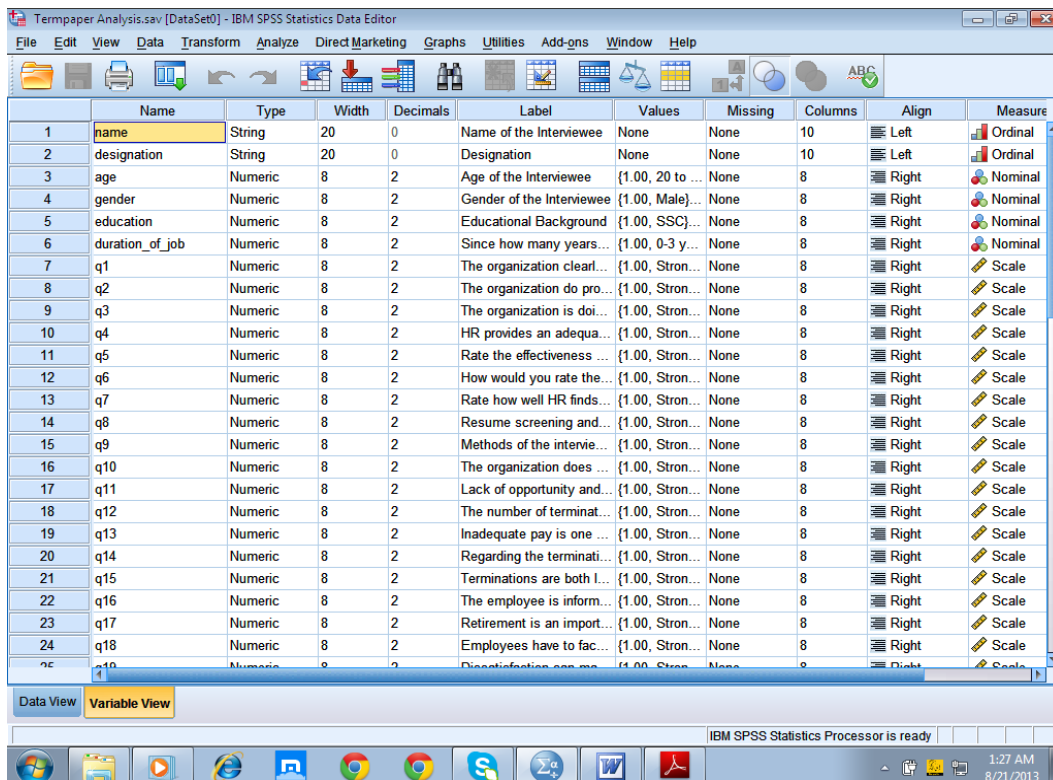 Termpaper Analysis.sav [DataSet0] - IBM SPSS Statistics Data Editor
File Edit View Data Transform Analyze Direct Marketing Graphs Utilities Add-ons Window Help
Name Type Width Decimals Label Values Missing Columns Align Measure
1 name String 20 0 Name of the Interviewee None None 10 Left Ordinal
2 designation String 20 0 Designation None None 10 Left Ordinal
3 age Numeric 8 2 Age of the Interviewee {1.00, 20 to ... None 8 Right Nominal
4 gender Numeric 8 2 Gender of the Interviewee {1.00, Male}... None 8 Right Nominal
5 education Numeric 8 2 Educational Background {1.00, SSC}... None 8 Right Nominal
6 duration_of_job Numeric 8 2 Since how many years... {1.00, 0-3 y... None 8 Right Nominal
7 q1 Numeric 8 2 The organization clearl... {1.00, Stron... None 8 Right Scale
8 q2 Numeric 8 2 The organization do pro... {1.00, Stron... None 8 Right Scale
9 q3 Numeric 8 2 The organization is doi... {1.00, Stron... None 8 Right Scale
10 q4 Numeric 8 2 HR provides an adequa... {1.00, Stron... None 8 Right Scale
11 q5 Numeric 8 2 Rate the effectiveness ... {1.00, Stron... None 8 Right Scale
12 q6 Numeric 8 2 How would you rate the... {1.00, Stron... None 8 Right Scale
13 q7 Numeric 8 2 Rate how well HR finds... {1.00, Stron... None 8 Right Scale
14 q8 Numeric 8 2 Resume screening and... {1.00, Stron... None 8 Right Scale
15 q9 Numeric 8 2 Methods of the intervie... {1.00, Stron... None 8 Right Scale
16 q10 Numeric 8 2 The organization does ... {1.00, Stron... None 8 Right Scale
17 q11 Numeric 8 2 Lack of opportunity and... {1.00, Stron... None 8 Right Scale
18 q12 Numeric 8 2 The number of terminat... {1.00, Stron... None 8 Right Scale
19 q13 Numeric 8 2 Inadequate pay is one ... {1.00, Stron... None 8 Right Scale
20 q14 Numeric 8 2 Regarding the terminati... {1.00, Stron... None 8 Right Scale
21 q15 Numeric 8 2 Terminations are both l... {1.00, Stron... None 8 Right Scale
22 q16 Numeric 8 2 The employee is inform... {1.00, Stron... None 8 Right Scale
23 q17 Numeric 8 2 Retirement is an import... {1.00, Stron... None 8 Right Scale
24 q18 Numeric 8 2 Employees have to fac... {1.00, Stron... None 8 Right Scale
25 q19 Numeric 8 2 {1.00, Stron... None 8 Right Scale
Data View Variable View
IBM SPSS Statistics Processor is ready
1:27 AM
8/21/2013